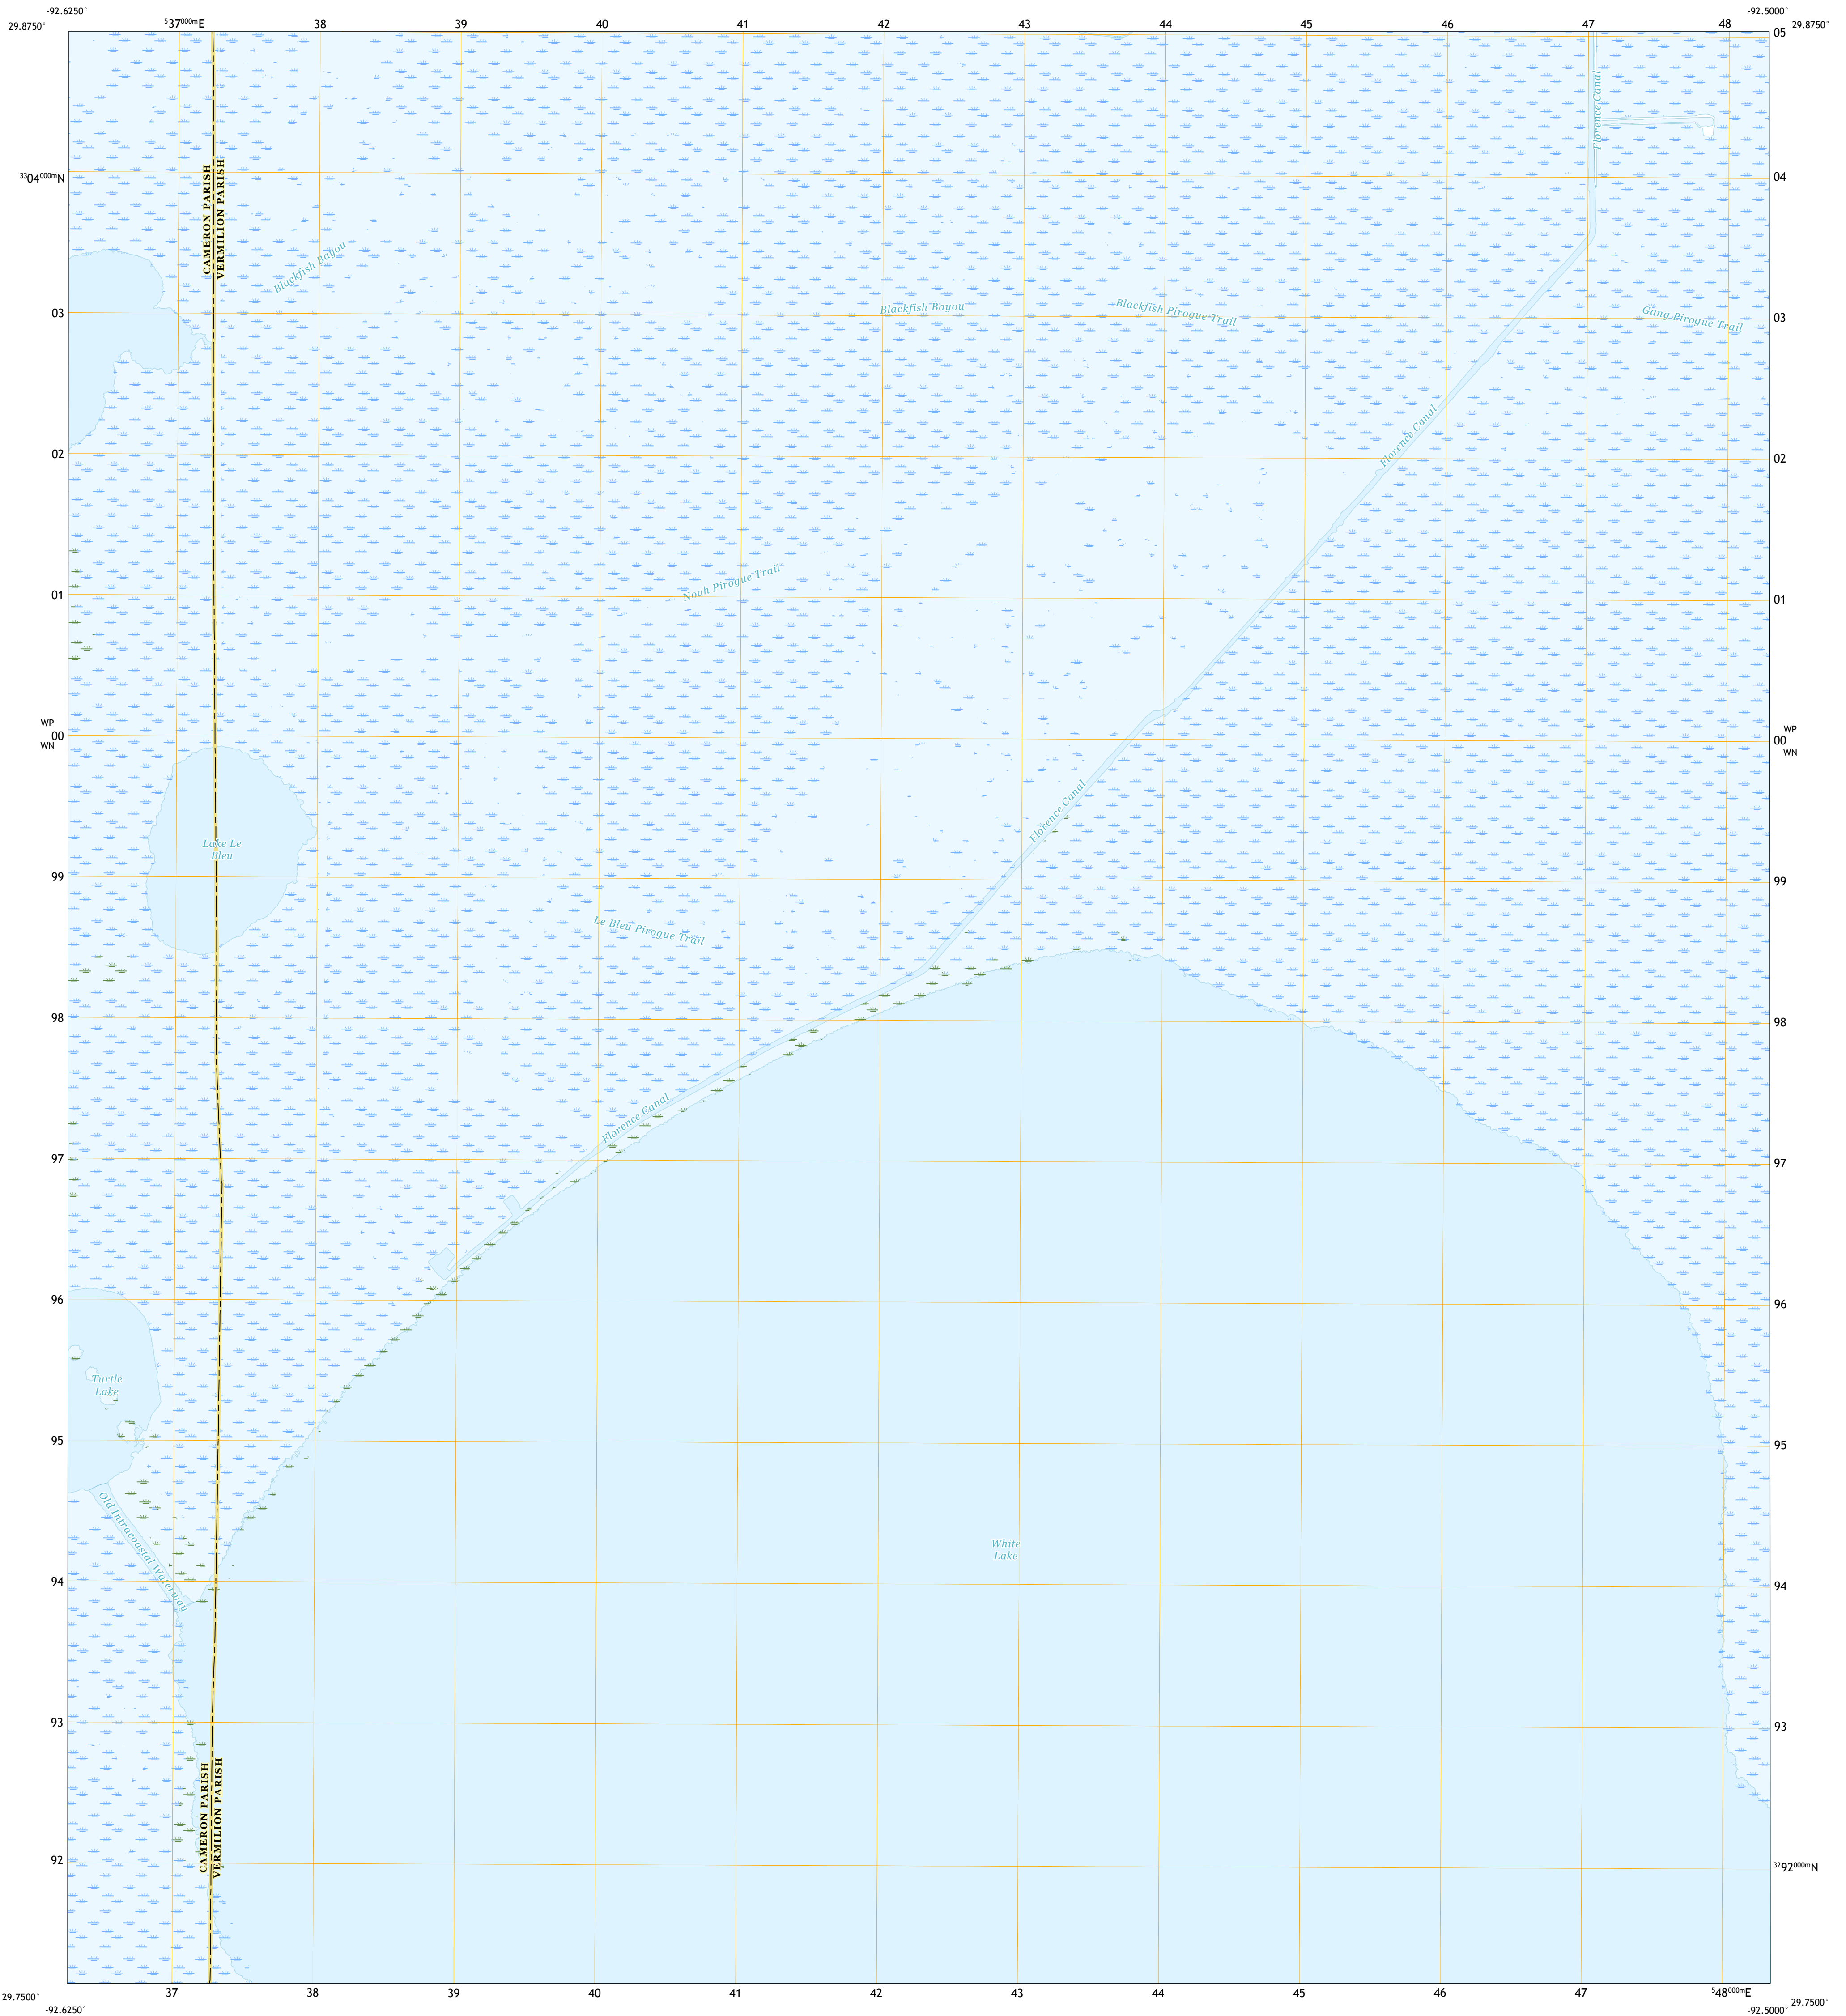 -92.6250°
-92.5000°
29.8750°
⁵37⁰⁰⁰ᵐE 38 39 40 41 42 43 44 45 46 47 48
29.8750°
05
Florence Canal
CAMERON PARISH
VERMILION PARISH
³³04⁰⁰⁰ᵐN
04
Blackfish Bayou
Blackfish Bayou
Blackfish Pirogue Trail
Gang Pirogue Trail
03
03
Florence Canal
02
02
Noah Pirogue Trail
01
01
WP
00
WN
WP
00
WN
Florence Canal
Lake Le
Bleu
99
99
Le Bleu Pirogue Trail
98
98
Florence Canal
97
97
96
96
Turtle
Lake
95
95
Old Intracoastal Waterway
White
Lake
94
94
93
93
CAMERON PARISH
VERMILION PARISH
92
³²92⁰⁰⁰ᵐN
29.7500°
37 38 39 40 41 42 43 44 45 46 47 ⁵48⁰⁰⁰ᵐE
29.7500°
-92.6250°
-92.5000°